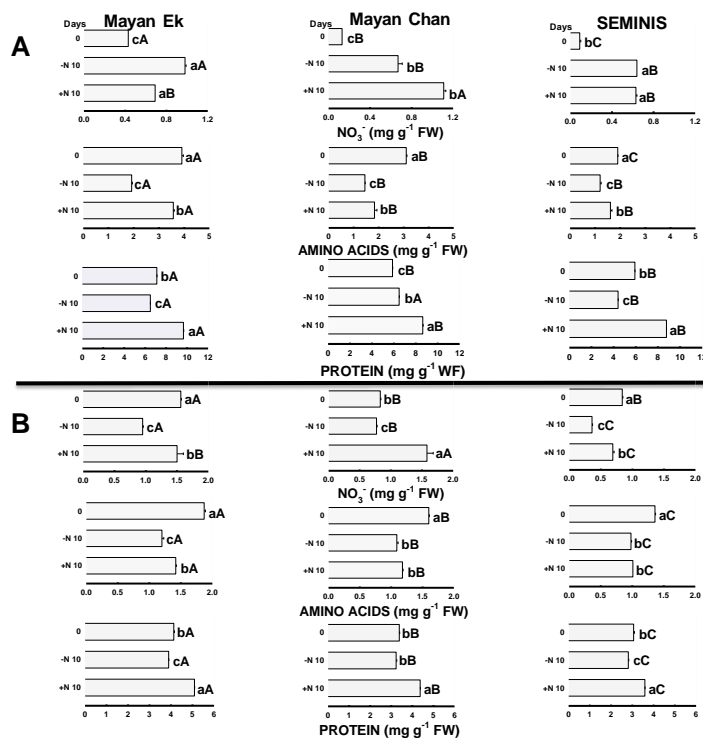 Mayan Ek Mayan Chan SEMINIS
A
Days Days Days
0 cA 0 cB 0 bC
-N 10 aA -N 10 bB -N 10 aB
+N 10 aB +N 10 bA +N 10 aB
0.0 0.4 0.8 1.2 0.0 0.4 0.8 1.2 0.0 0.4 0.8 1.2
NO3- (mg g-1 FW)
0 aA 0 aB 0 aC
-N 10 cA -N 10 cB -N 10 cB
+N 10 bA +N 10 bB +N 10 bB
0 1 2 3 4 5 0 1 2 3 4 5 0 1 2 3 4 5
AMINO ACIDS (mg g-1 FW)
0 bA 0 cB 0 bB
-N 10 cA -N 10 bA -N 10 cB
+N 10 aA +N 10 aB +N 10 aB
0 2 4 6 8 10 12 0 2 4 6 8 10 12 0 2 4 6 8 10 12
PROTEIN (mg g-1 WF)
B
0 aA 0 bB 0 aB
-N 10 cA -N 10 cB -N 10 cC
+N 10 bB +N 10 aA +N 10 bC
0.0 0.5 1.0 1.5 2.0 0.0 0.5 1.0 1.5 2.0 0.0 0.5 1.0 1.5 2.0
NO3- (mg g-1 FW)
0 aA 0 aB 0 aC
-N 10 cA -N 10 bB -N 10 bC
+N 10 bA +N 10 bB +N 10 bC
0.0 0.5 1.0 1.5 2.0 0.0 0.5 1.0 1.5 2.0 0.0 0.5 1.0 1.5 2.0
AMINO ACIDS (mg g-1 FW)
0 bA 0 bB 0 bC
-N 10 cA -N 10 bB -N 10 cC
+N 10 aA +N 10 aB +N 10 aC
0 1 2 3 4 5 6 0 1 2 3 4 5 6 0 1 2 3 4 5 6
PROTEIN (mg g-1 FW)